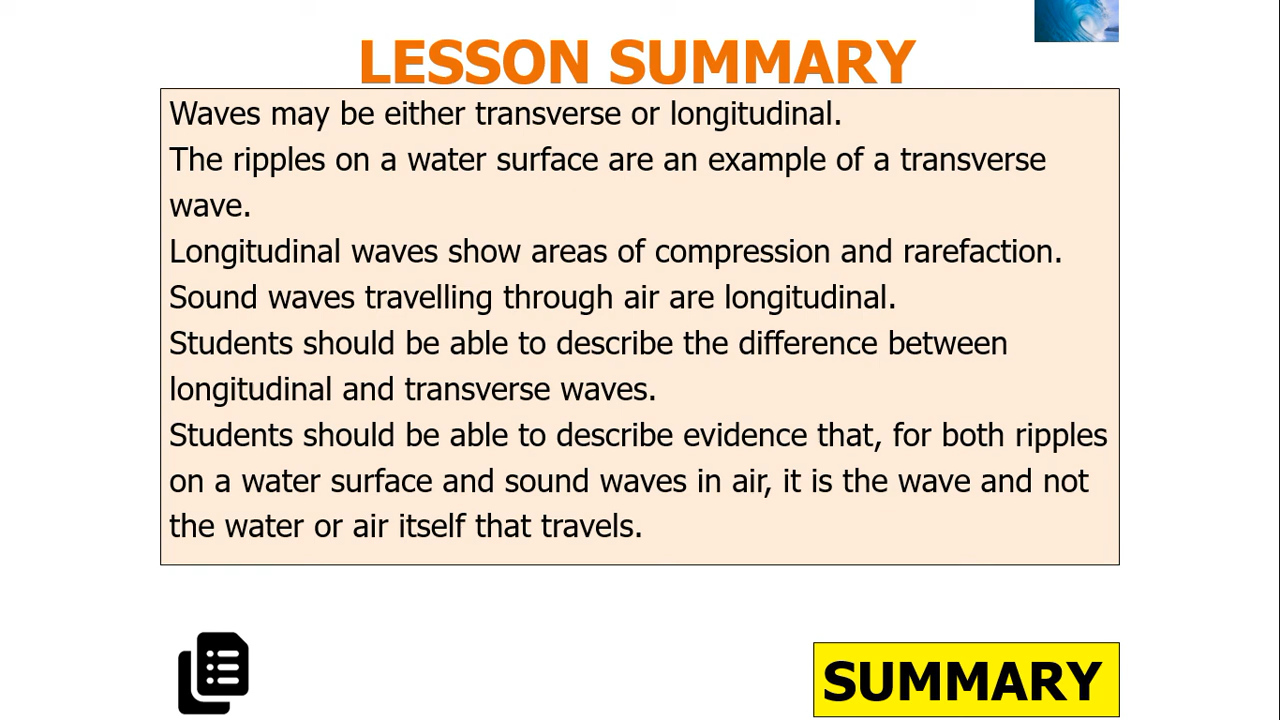 LESSON SUMMARY
Waves may be either transverse or longitudinal.
The ripples on a water surface are an example of a transverse
wave.
Longitudinal waves show areas of compression and rarefaction.
Sound waves travelling through air are longitudinal.
Students should be able to describe the difference between
longitudinal and transverse waves.
Students should be able to describe evidence that, for both ripples
on a water surface and sound waves in air, it is the wave and not
the water or air itself that travels.
SUMMARY